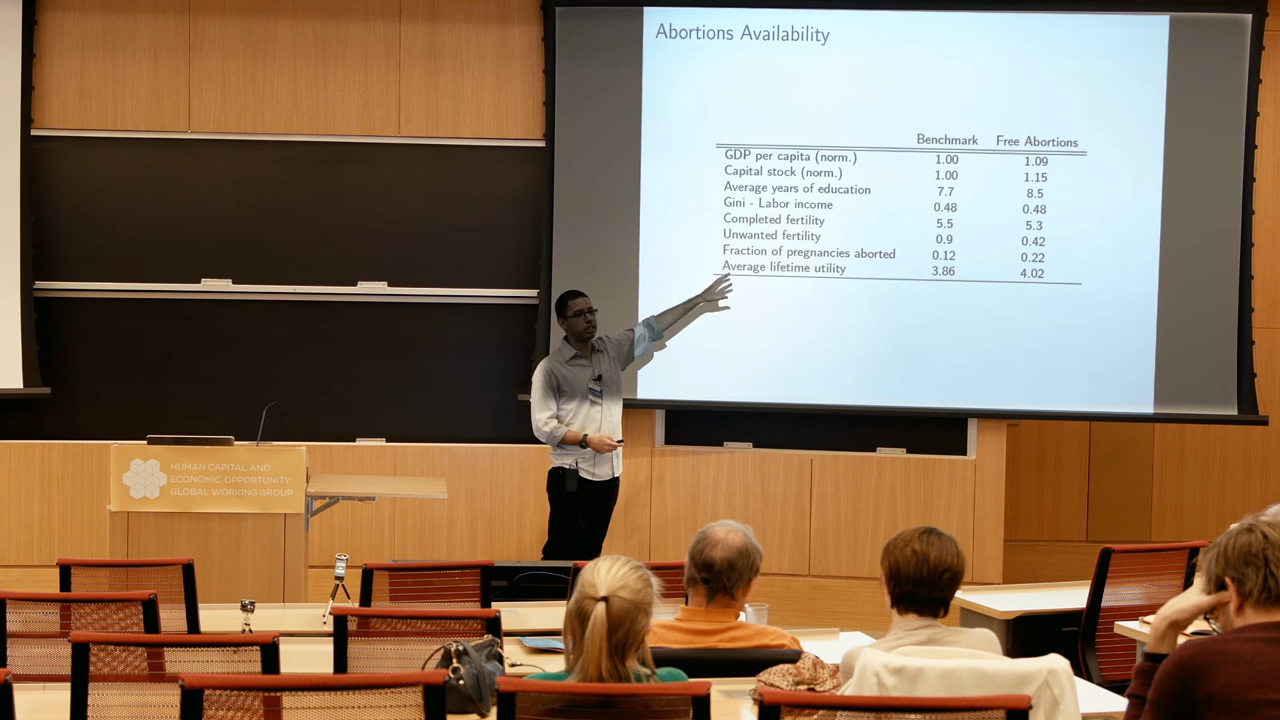 Abortions Availability
Benchmark Free Abortions
GDP per capita (norm.) 1.00 1.09
Capital stock (norm.) 1.00 1.15
Average years of education 7.7 8.5
Gini - Labor income 0.48 0.48
Completed fertility 5.5 5.3
Unwanted fertility 0.9 0.42
Fraction of pregnancies aborted 0.12 0.22
Average lifetime utility 3.86 4.02
HUMAN CAPITAL AND
ECONOMIC OPPORTUNITY
GLOBAL WORKING GROUP